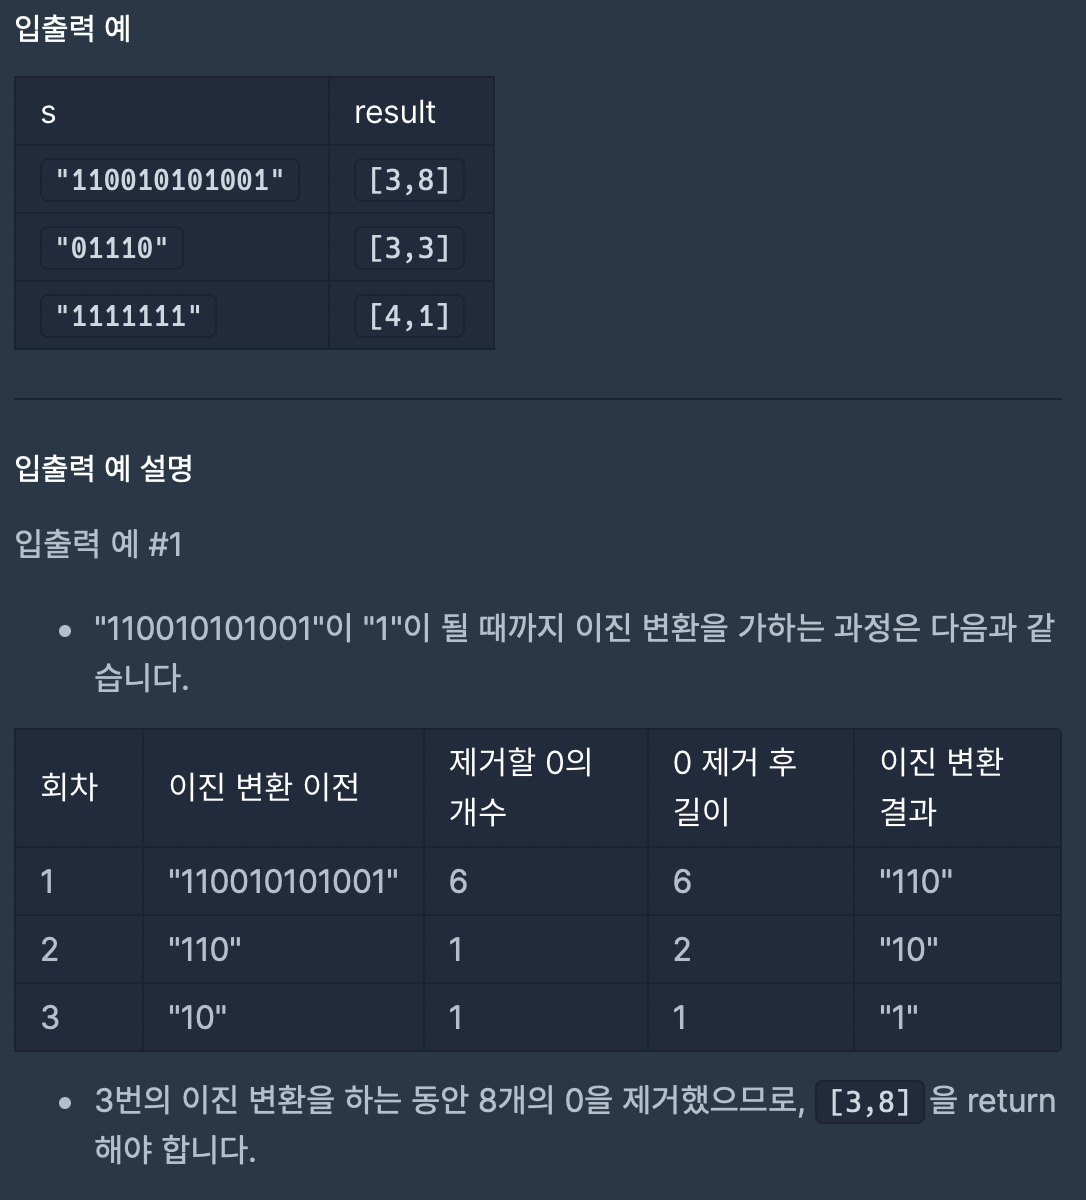 입출력 예
s result
"110010101001" [3,8]
"01110" [3,3]
"1111111" [4,1]
입출력 예 설명
입출력 예 #1
"110010101001"이 "1"이 될 때까지 이진 변환을 가하는 과정은 다음과 같
습니다.
회차 이진 변환 이전 제거할 0의 개수 0 제거 후 길이 이진 변환 결과
1 "110010101001" 6 6 "110"
2 "110" 1 2 "10"
3 "10" 1 1 "1"
3번의 이진 변환을 하는 동안 8개의 0을 제거했으므로, [3,8] 을 return
해야 합니다.